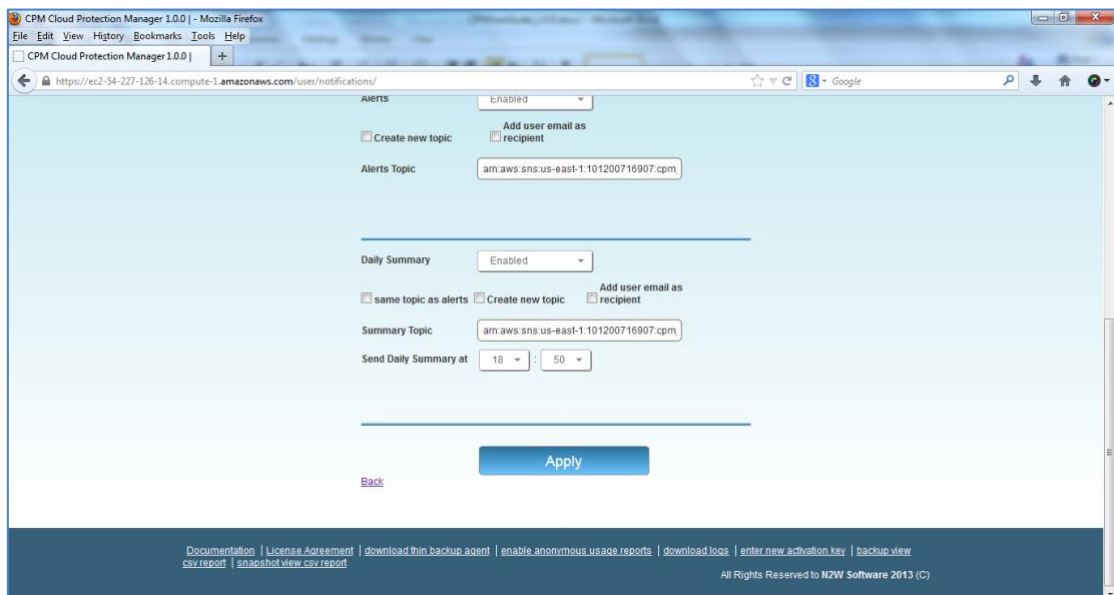 CPM Cloud Protection Manager 1.0.0 | - Mozilla Firefox
File Edit View History Bookmarks Tools Help
CPM Cloud Protection Manager 1.0.0 | +
https://ec2-54-227-126-14.compute-1.amazonaws.com/user/notifications/ Google
Alerts Enabled
Create new topic Add user email as
recipient
Alerts Topic arn:aws:sns:us-east-1:101200716907:cpm_
Daily Summary Enabled
same topic as alerts Create new topic Add user email as
recipient
Summary Topic arn:aws:sns:us-east-1:101200716907:cpm_
Send Daily Summary at 18 : 50
Apply
Back
Documentation | License Agreement | download thin backup agent | enable anonymous usage reports | download logs | enter new activation key | backup view
csv report | snapshot view csv report
All Rights Reserved to N2W Software 2013 (C)